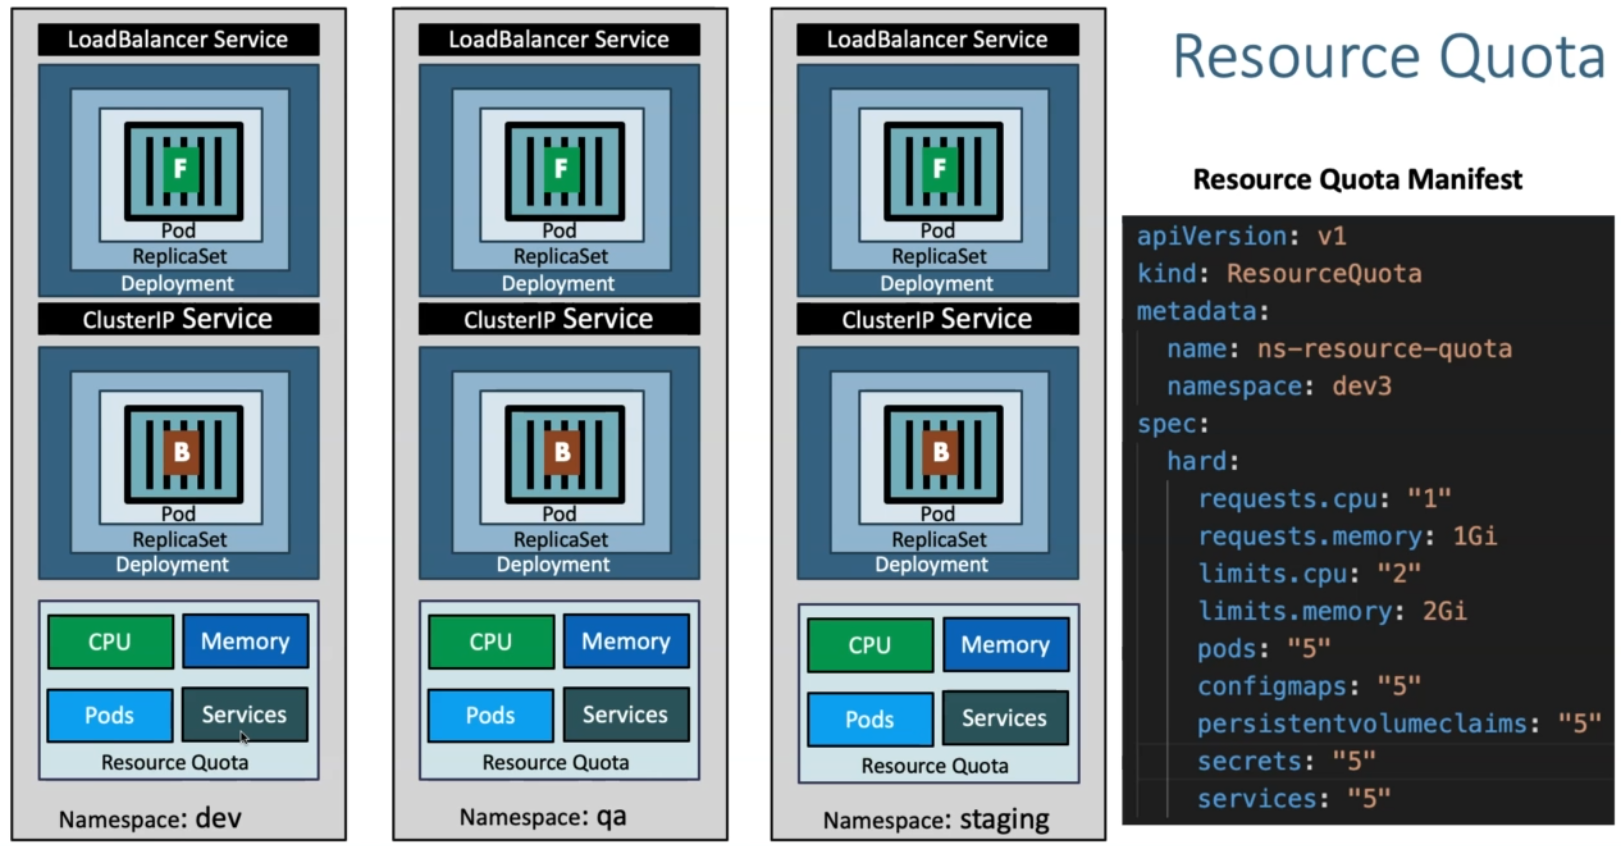 LoadBalancer Service
F
Pod
ReplicaSet
Deployment
ClusterIP Service
B
Pod
ReplicaSet
Deployment
CPU
Memory
Pods
Services
Resource Quota
Namespace: dev
LoadBalancer Service
F
Pod
ReplicaSet
Deployment
ClusterIP Service
B
Pod
ReplicaSet
Deployment
CPU
Memory
Pods
Services
Resource Quota
Namespace: qa
LoadBalancer Service
F
Pod
ReplicaSet
Deployment
ClusterIP Service
B
Pod
ReplicaSet
Deployment
CPU
Memory
Pods
Services
Resource Quota
Namespace: staging
Resource Quota
Resource Quota Manifest
apiVersion: v1
kind: ResourceQuota
metadata:
  name: ns-resource-quota
  namespace: dev3
spec:
  hard:
    requests.cpu: "1"
    requests.memory: 1Gi
    limits.cpu: "2"
    limits.memory: 2Gi
    pods: "5"
    configmaps: "5"
    persistentvolumeclaims: "5"
    secrets: "5"
    services: "5"